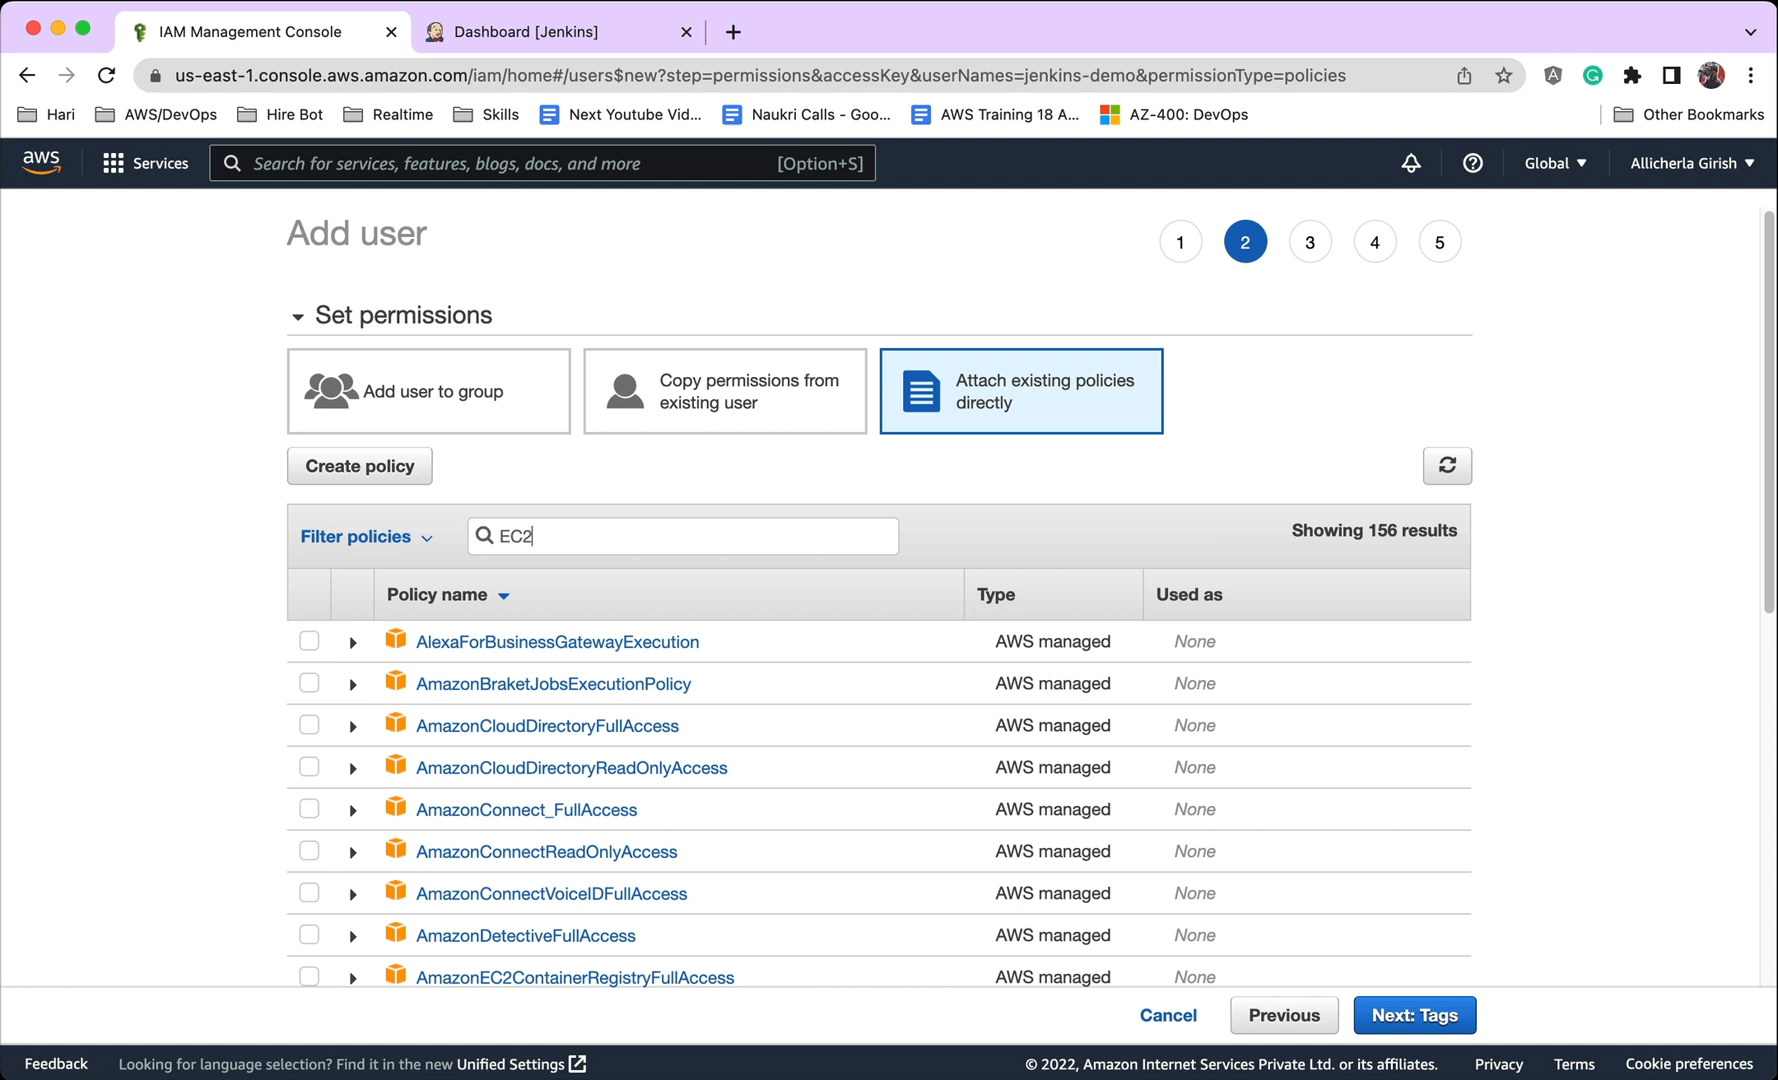 IAM Management Console
Dashboard [Jenkins]
us-east-1.console.aws.amazon.com/iam/home#/users$new?step=permissions&accessKey&userNames=jenkins-demo&permissionType=policies
Hari
AWS/DevOps
Hire Bot
Realtime
Skills
Next Youtube Vid...
Naukri Calls - Goo...
AWS Training 18 A...
AZ-400: DevOps
Other Bookmarks
aws
Services
Search for services, features, blogs, docs, and more
[Option+S]
Global
Allicherla Girish
Add user
1
2
3
4
5
Set permissions
Add user to group
Copy permissions from
existing user
Attach existing policies
directly
Create policy
Filter policies
EC2
Showing 156 results
Policy name
Type
Used as
AlexaForBusinessGatewayExecution
AWS managed
None
AmazonBraketJobsExecutionPolicy
AWS managed
None
AmazonCloudDirectoryFullAccess
AWS managed
None
AmazonCloudDirectoryReadOnlyAccess
AWS managed
None
AmazonConnect_FullAccess
AWS managed
None
AmazonConnectReadOnlyAccess
AWS managed
None
AmazonConnectVoiceIDFullAccess
AWS managed
None
AmazonDetectiveFullAccess
AWS managed
None
AmazonEC2ContainerRegistryFullAccess
AWS managed
None
Cancel
Previous
Next: Tags
Feedback
Looking for language selection? Find it in the new Unified Settings
© 2022, Amazon Internet Services Private Ltd. or its affiliates.
Privacy
Terms
Cookie preferences